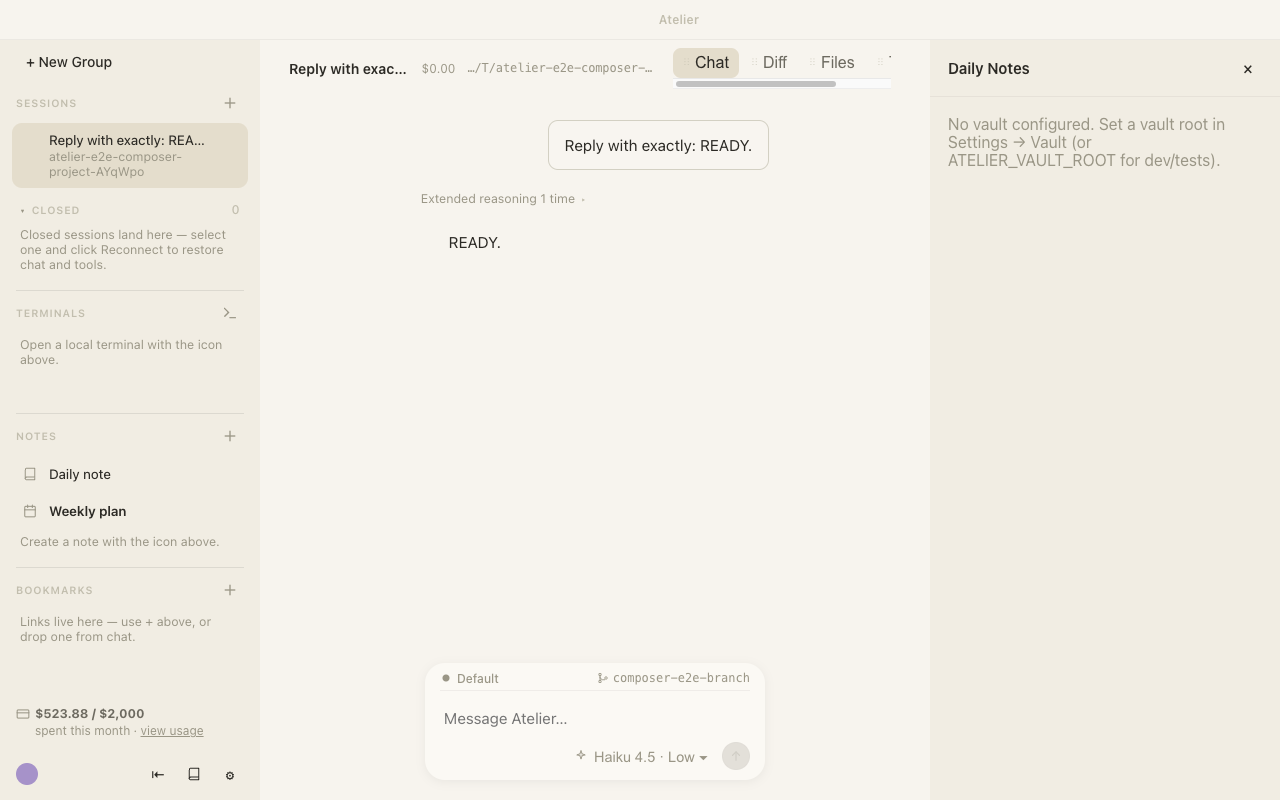 Atelier
+ New Group
SESSIONS
Reply with exactly: REA...
atelier-e2e-composer-
project-AYqWpo
CLOSED
0
Closed sessions land here — select
one and click Reconnect to restore
chat and tools.
TERMINALS
Open a local terminal with the icon
above.
NOTES
Daily note
Weekly plan
Create a note with the icon above.
BOOKMARKS
Links live here — use + above, or
drop one from chat.
$523.88 / $2,000
spent this month · view usage
Reply with exac... $0.00 …/T/atelier-e2e-composer-…
Chat Diff Files
Reply with exactly: READY.
Extended reasoning 1 time
READY.
Default composer-e2e-branch
Message Atelier...
Haiku 4.5 · Low
Daily Notes
No vault configured. Set a vault root in
Settings → Vault (or
ATELIER_VAULT_ROOT for dev/tests).